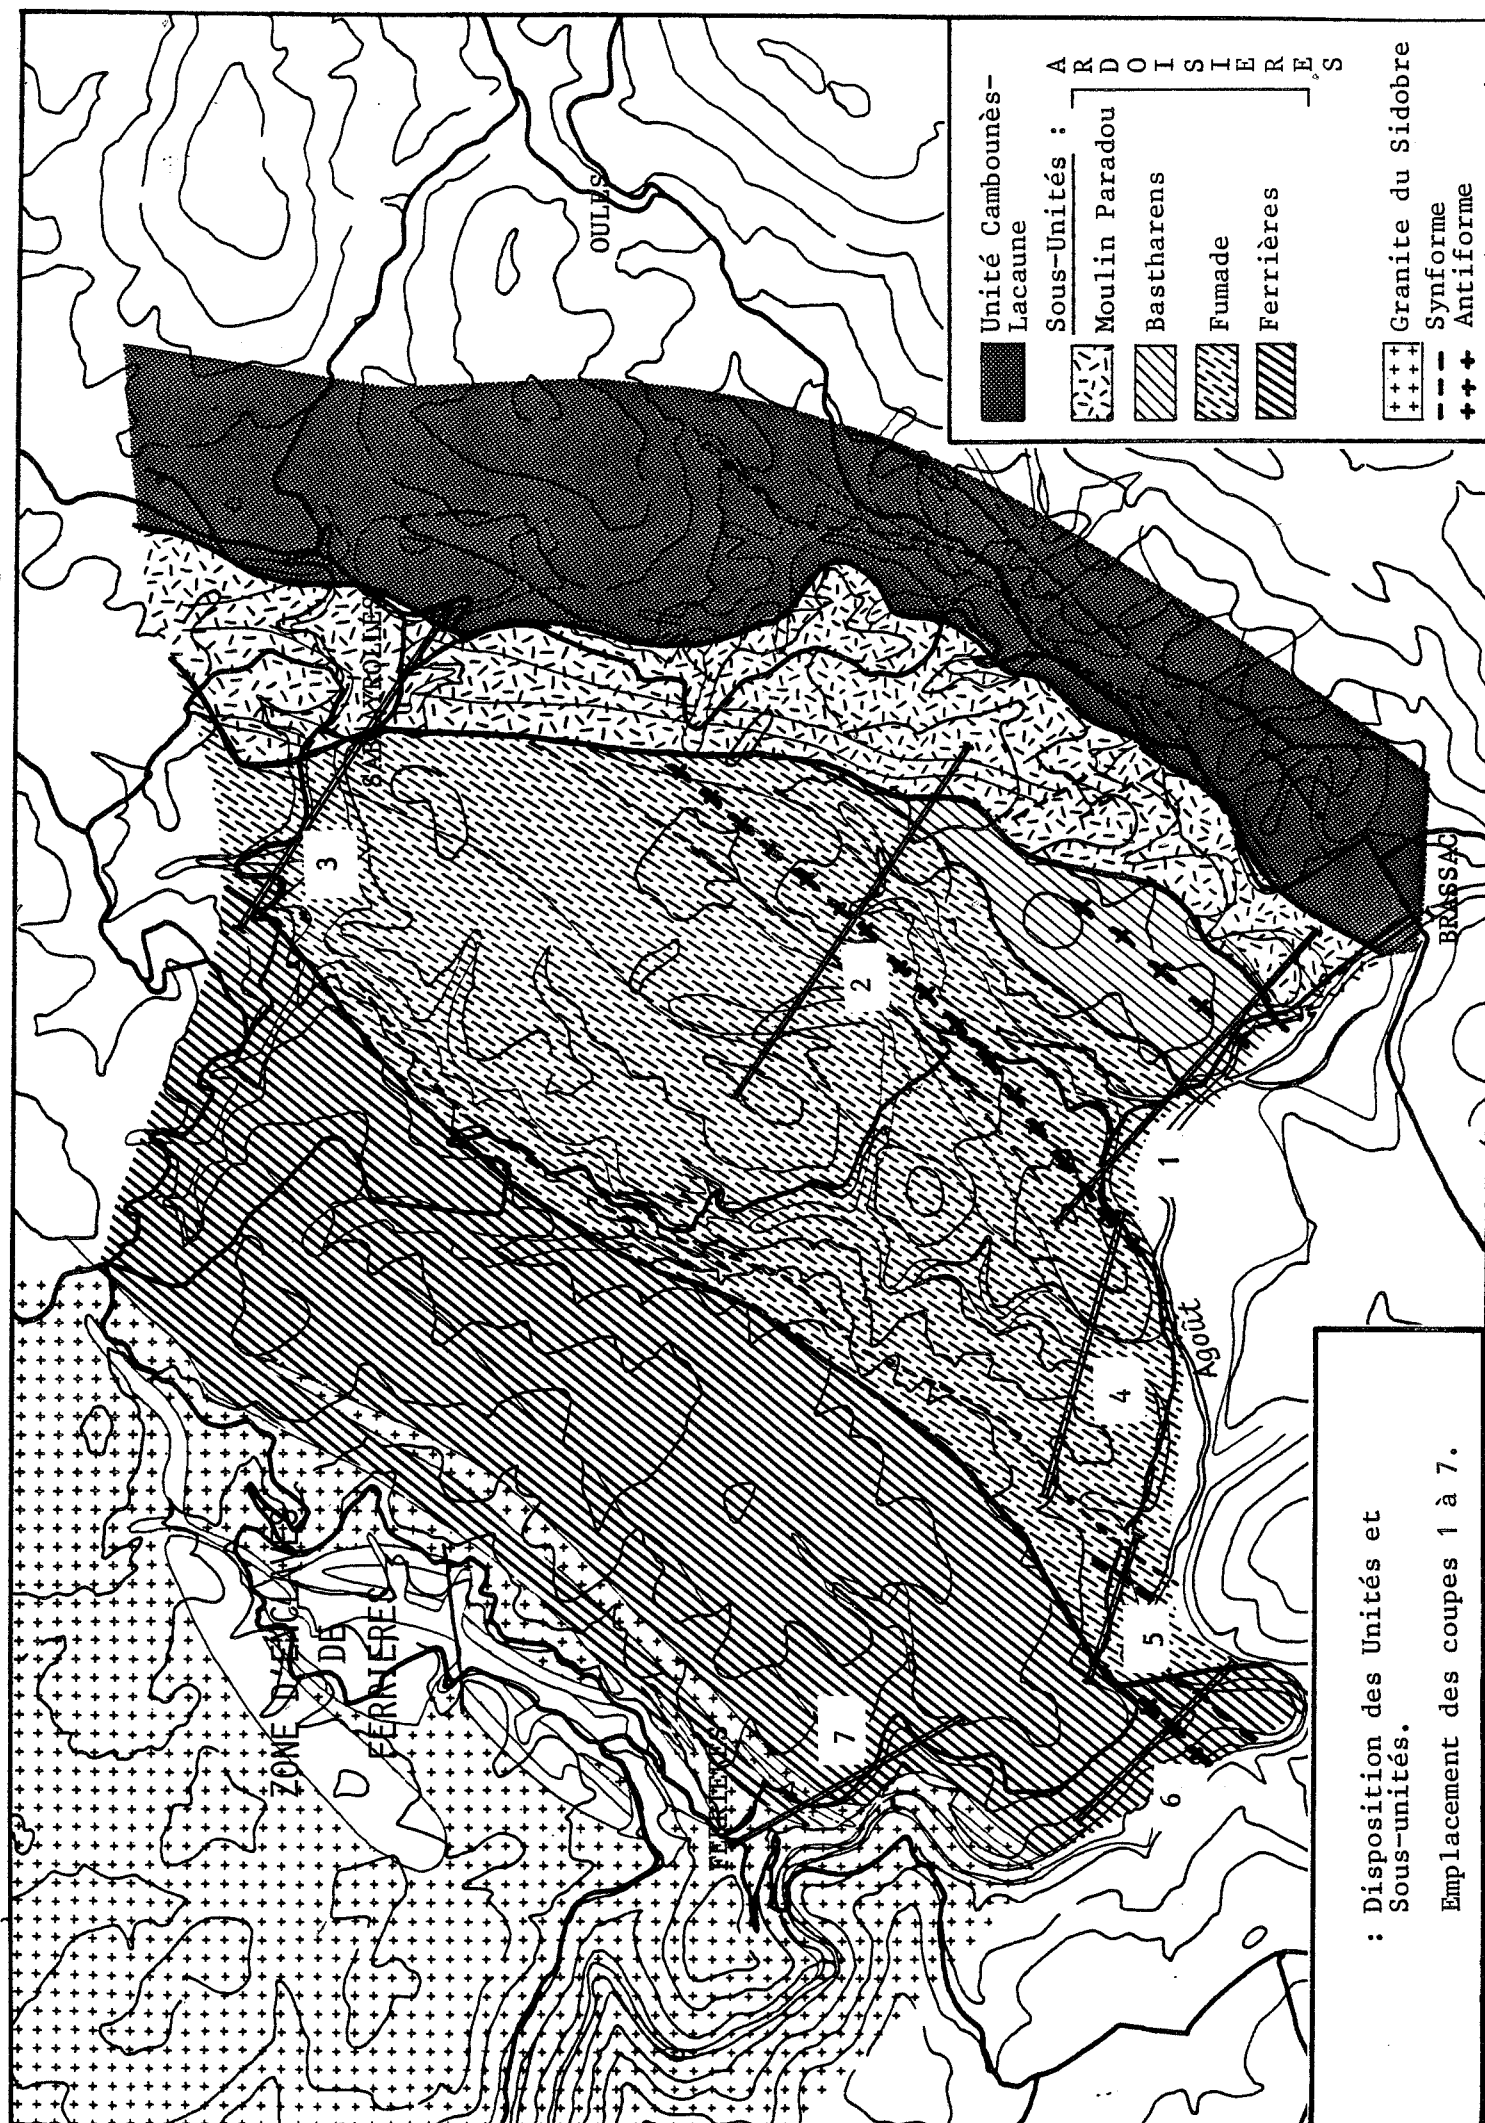 OULES
SABLAYROLLES
3
2
1
BRASSAC
Agoût
4
5
6
7
FERRIERES
ZONE D'ENCLAVES
DE
FERRIERES
Unité Cambounès-
Lacaune
Sous-Unités :
Moulin Paradou
Bastharens
Fumade
Ferrières
ARDOISIERES
Granite du Sidobre
Synforme
Antiforme
: Disposition des Unités et
Sous-unités.
Emplacement des coupes 1 à 7.